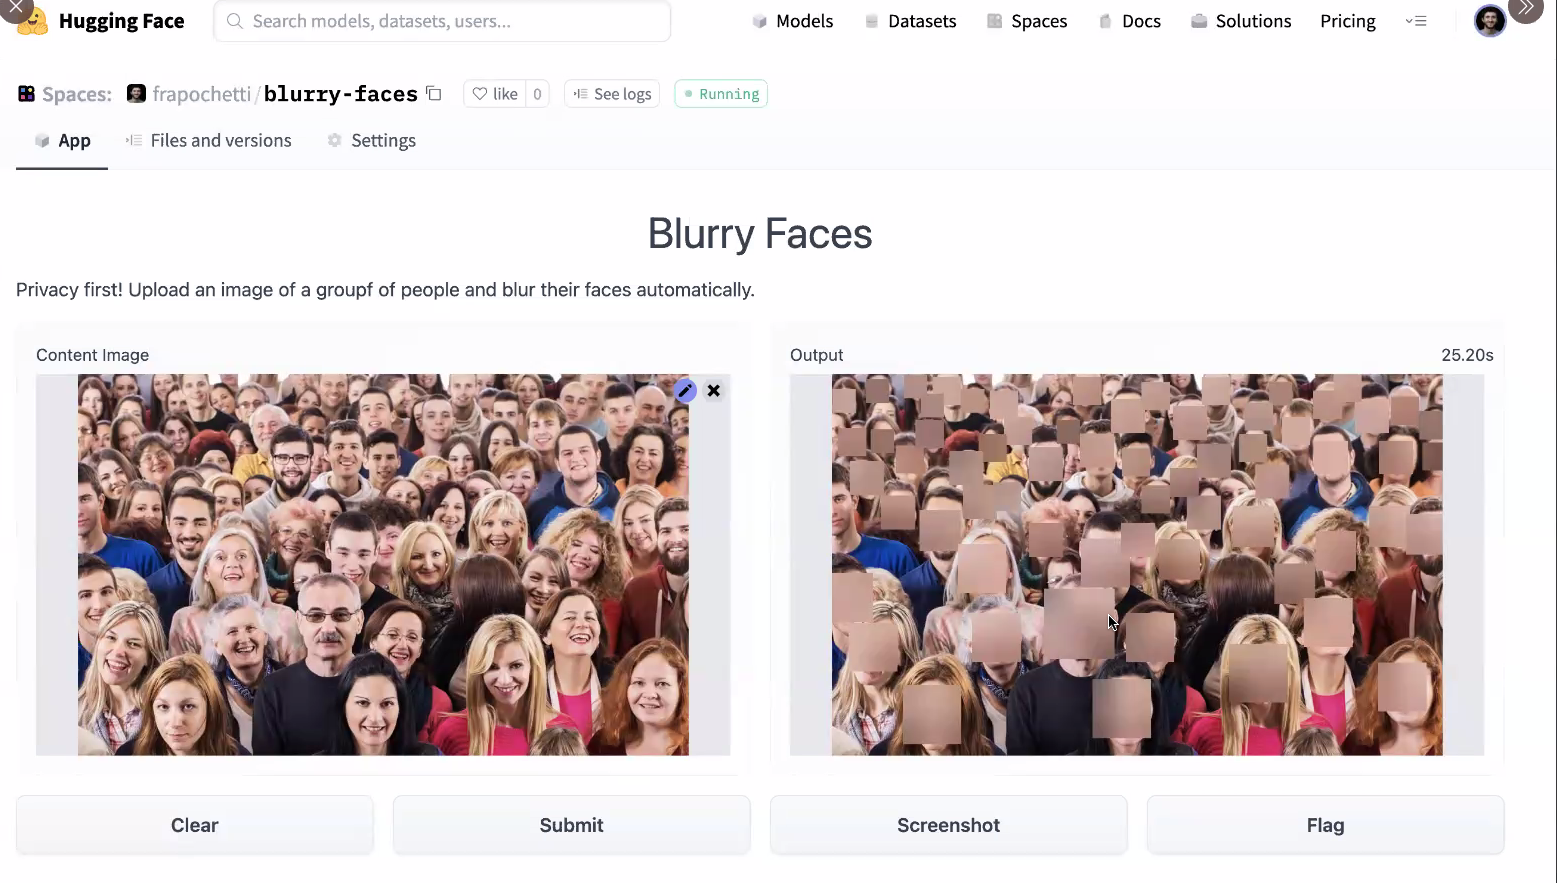 Hugging Face
Search models, datasets, users...
Models
Datasets
Spaces
Docs
Solutions
Pricing
Spaces: frapochetti/blurry-faces
like 0
See logs
Running
App
Files and versions
Settings
Blurry Faces
Privacy first! Upload an image of a groupf of people and blur their faces automatically.
Content Image
Output
25.20s
Clear
Submit
Screenshot
Flag